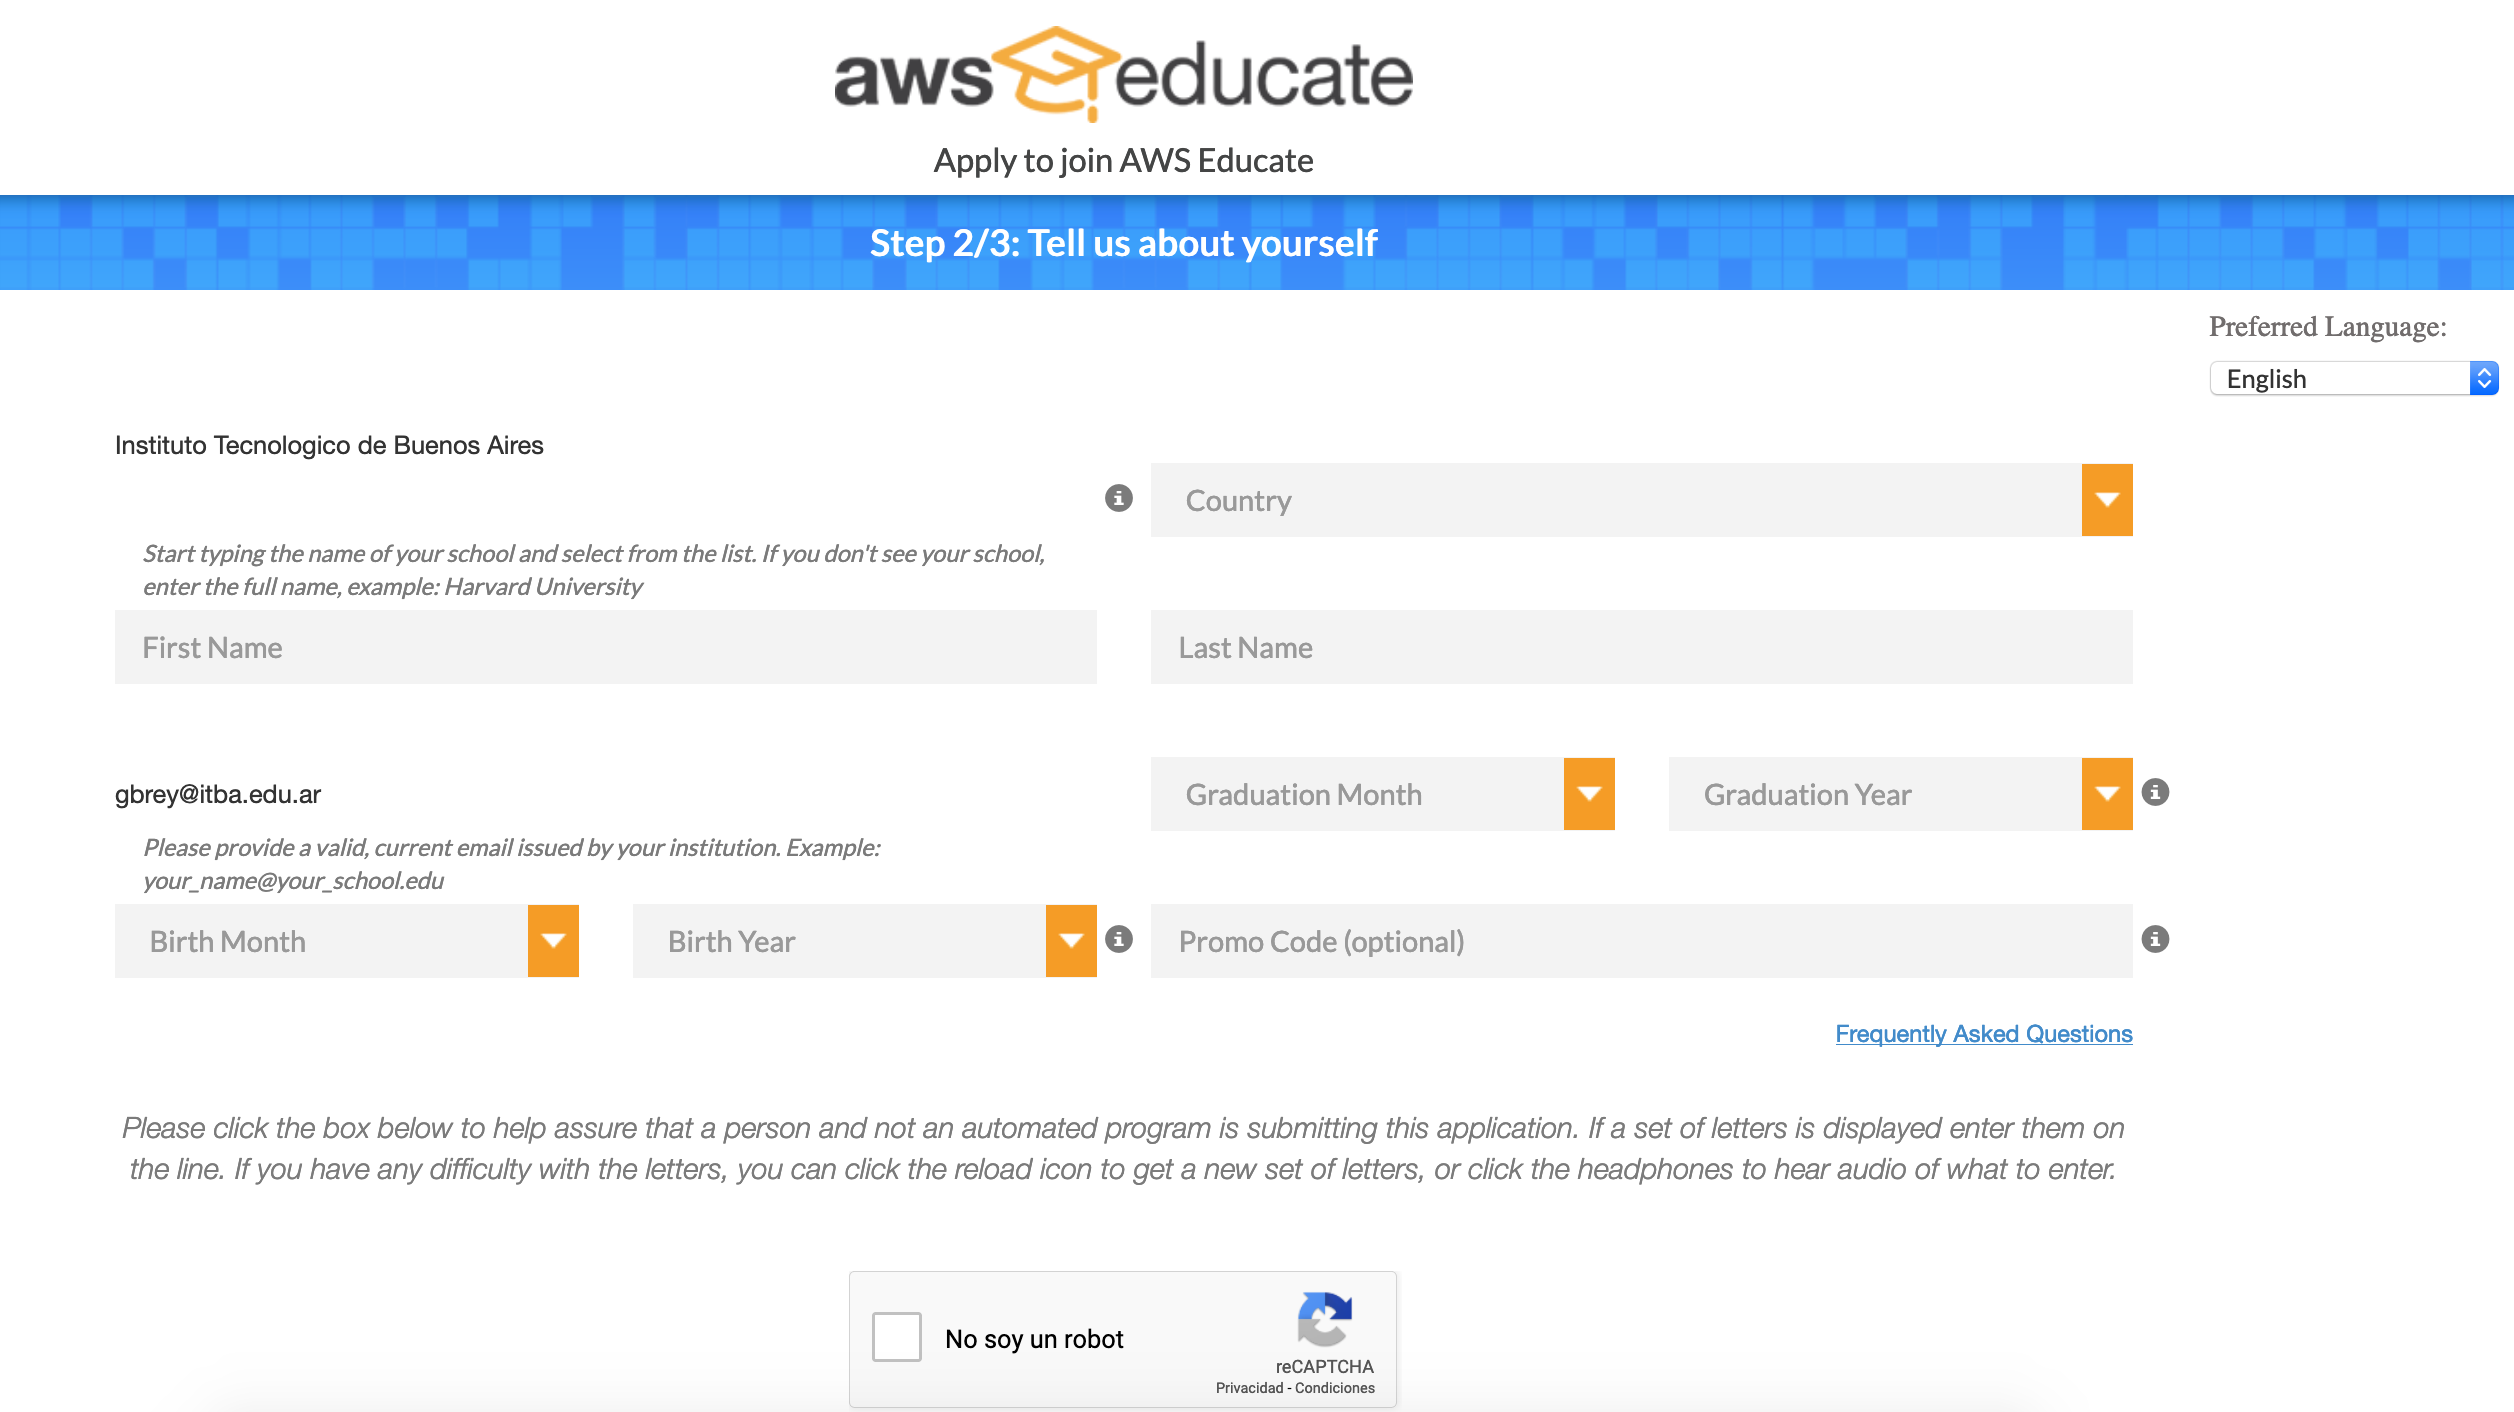 aws educate
Apply to join AWS Educate
Step 2/3: Tell us about yourself
Preferred Language:
English
Instituto Tecnologico de Buenos Aires
Country
Start typing the name of your school and select from the list. If you don't see your school,
enter the full name, example: Harvard University
First Name
Last Name
gbrey@itba.edu.ar
Graduation Month
Graduation Year
Please provide a valid, current email issued by your institution. Example:
your_name@your_school.edu
Birth Month
Birth Year
Promo Code (optional)
Frequently Asked Questions
Please click the box below to help assure that a person and not an automated program is submitting this application. If a set of letters is displayed enter them on
the line. If you have any difficulty with the letters, you can click the reload icon to get a new set of letters, or click the headphones to hear audio of what to enter.
No soy un robot
reCAPTCHA
Privacidad - Condiciones